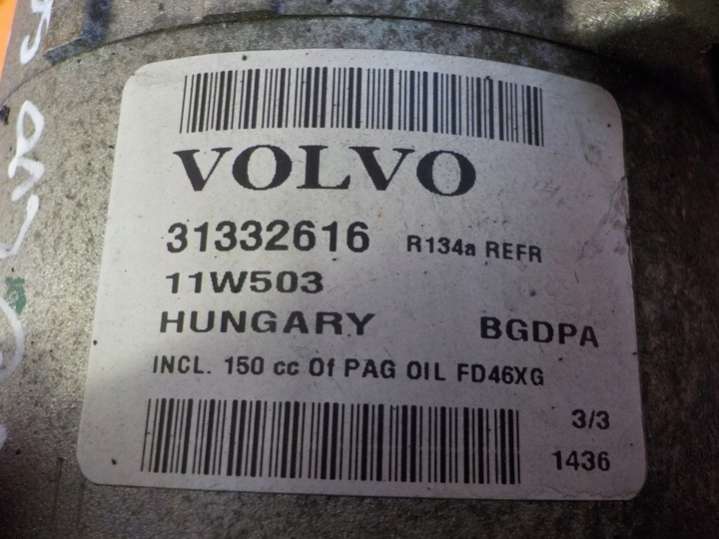 VOLVO
31332616 R134a REFR
11W503
HUNGARY BGDPA
INCL. 150 cc Of PAG OIL FD46XG
3/3
1436